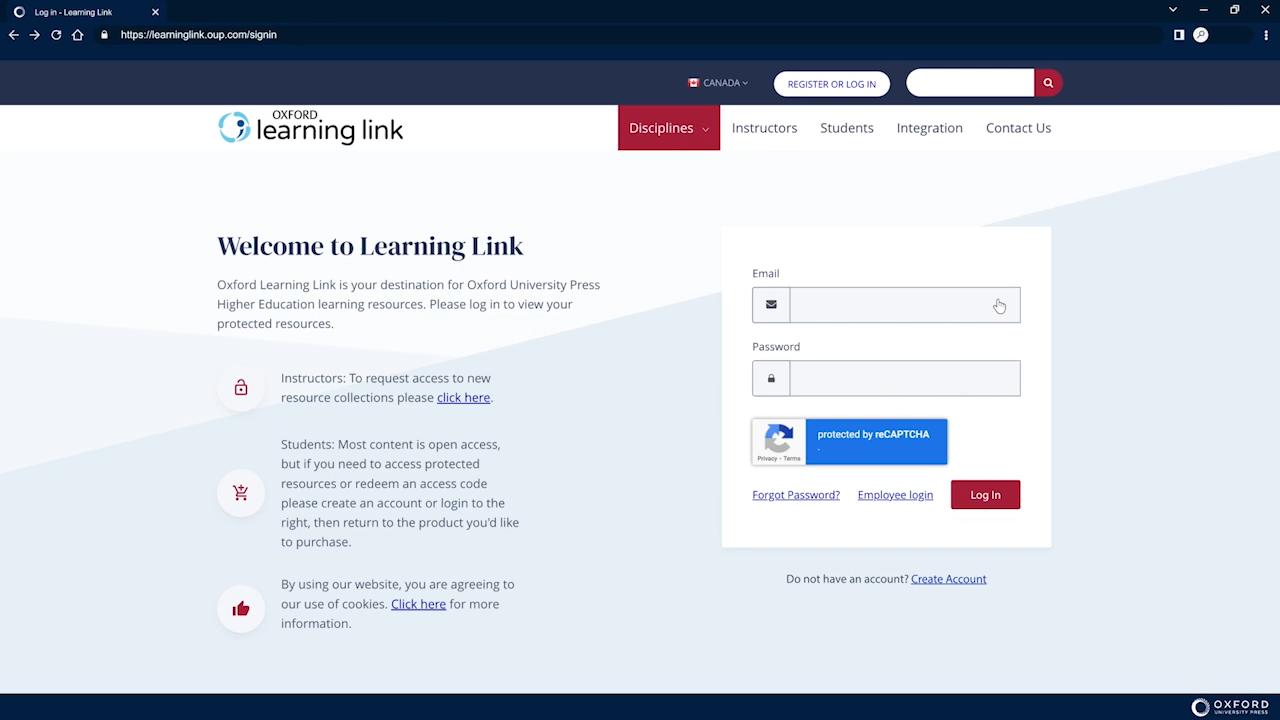 Log in - Learning Link
https://learninglink.oup.com/signin
CANADA
REGISTER OR LOG IN
OXFORD
learning link
Disciplines
Instructors
Students
Integration
Contact Us
Welcome to Learning Link
Oxford Learning Link is your destination for Oxford University Press
Higher Education learning resources. Please log in to view your
protected resources.
Instructors: To request access to new
resource collections please click here.
Students: Most content is open access,
but if you need to access protected
resources or redeem an access code
please create an account or login to the
right, then return to the product you'd like
to purchase.
By using our website, you are agreeing to
our use of cookies. Click here for more
information.
Email
Password
protected by reCAPTCHA
Privacy - Terms
Forgot Password?
Employee login
Log In
Do not have an account? Create Account
OXFORD
UNIVERSITY PRESS